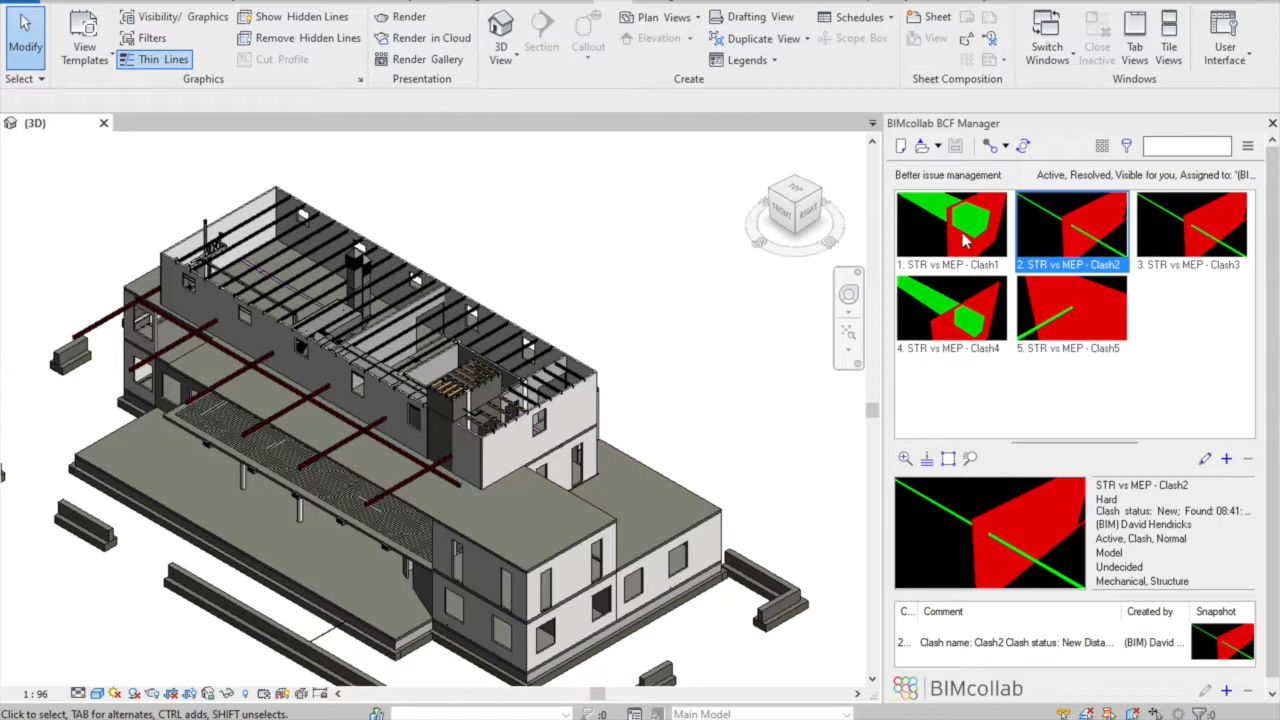 Visibility/ Graphics
Filters
Thin Lines
Show Hidden Lines
Remove Hidden Lines
Cut Profile
Render
Render in Cloud
Render Gallery
Modify
View
Templates
3D
View
Section
Callout
Plan Views
Elevation
Drafting View
Duplicate View
Legends
Schedules
Scope Box
Sheet
View
Switch
Windows
Close
Inactive
Tab
Views
Tile
Views
User
Interface
Select
Graphics
Presentation
Create
Sheet Composition
Windows
(3D)
TOP
FRONT
RIGHT
BIMcollab BCF Manager
Better issue management
Active, Resolved, Visible for you, Assigned to: '(BI...
1. STR vs MEP - Clash1
2. STR vs MEP - Clash2
3. STR vs MEP - Clash3
4. STR vs MEP - Clash4
5. STR vs MEP - Clash5
STR vs MEP - Clash2
Hard
Clash status: New; Found: 08:41:...
(BIM) David Hendricks
Active, Clash, Normal
Model
Undecided
Mechanical, Structure
C... Comment Created by Snapshot
2... Clash name: Clash2 Clash status: New Dista... (BIM) David ...
BIMcollab
1 : 96
Click to select, TAB for alternates, CTRL adds, SHIFT unselects.
:0
Main Model
:0